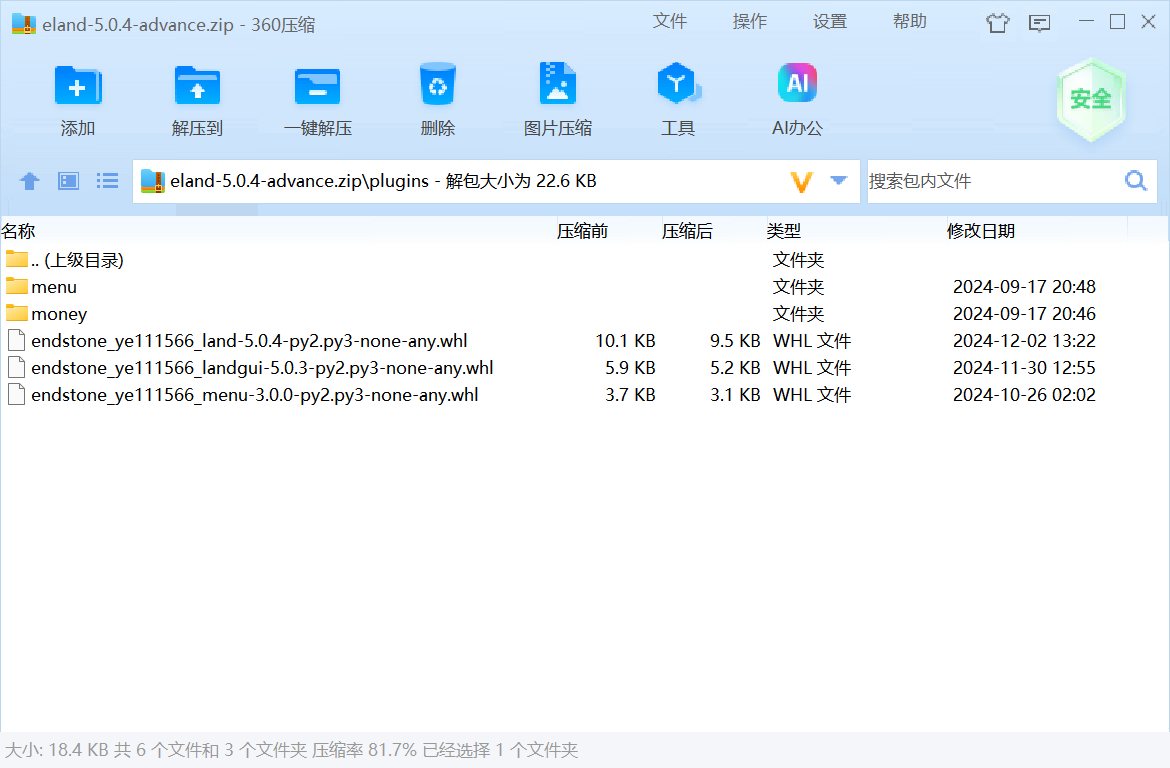 eland-5.0.4-advance.zip - 360压缩 文件 操作 设置 帮助
添加 解压到 一键解压 删除 图片压缩 工具 AI AI办公 安全
eland-5.0.4-advance.zip\plugins - 解包大小为 22.6 KB 搜索包内文件
名称 压缩前 压缩后 类型 修改日期
.. (上级目录) 文件夹
menu 文件夹 2024-09-17 20:48
money 文件夹 2024-09-17 20:46
endstone_ye111566_land-5.0.4-py2.py3-none-any.whl 10.1 KB 9.5 KB WHL 文件 2024-12-02 13:22
endstone_ye111566_landgui-5.0.3-py2.py3-none-any.whl 5.9 KB 5.2 KB WHL 文件 2024-11-30 12:55
endstone_ye111566_menu-3.0.0-py2.py3-none-any.whl 3.7 KB 3.1 KB WHL 文件 2024-10-26 02:02
大小: 18.4 KB 共 6 个文件和 3 个文件夹 压缩率 81.7% 已经选择 1 个文件夹